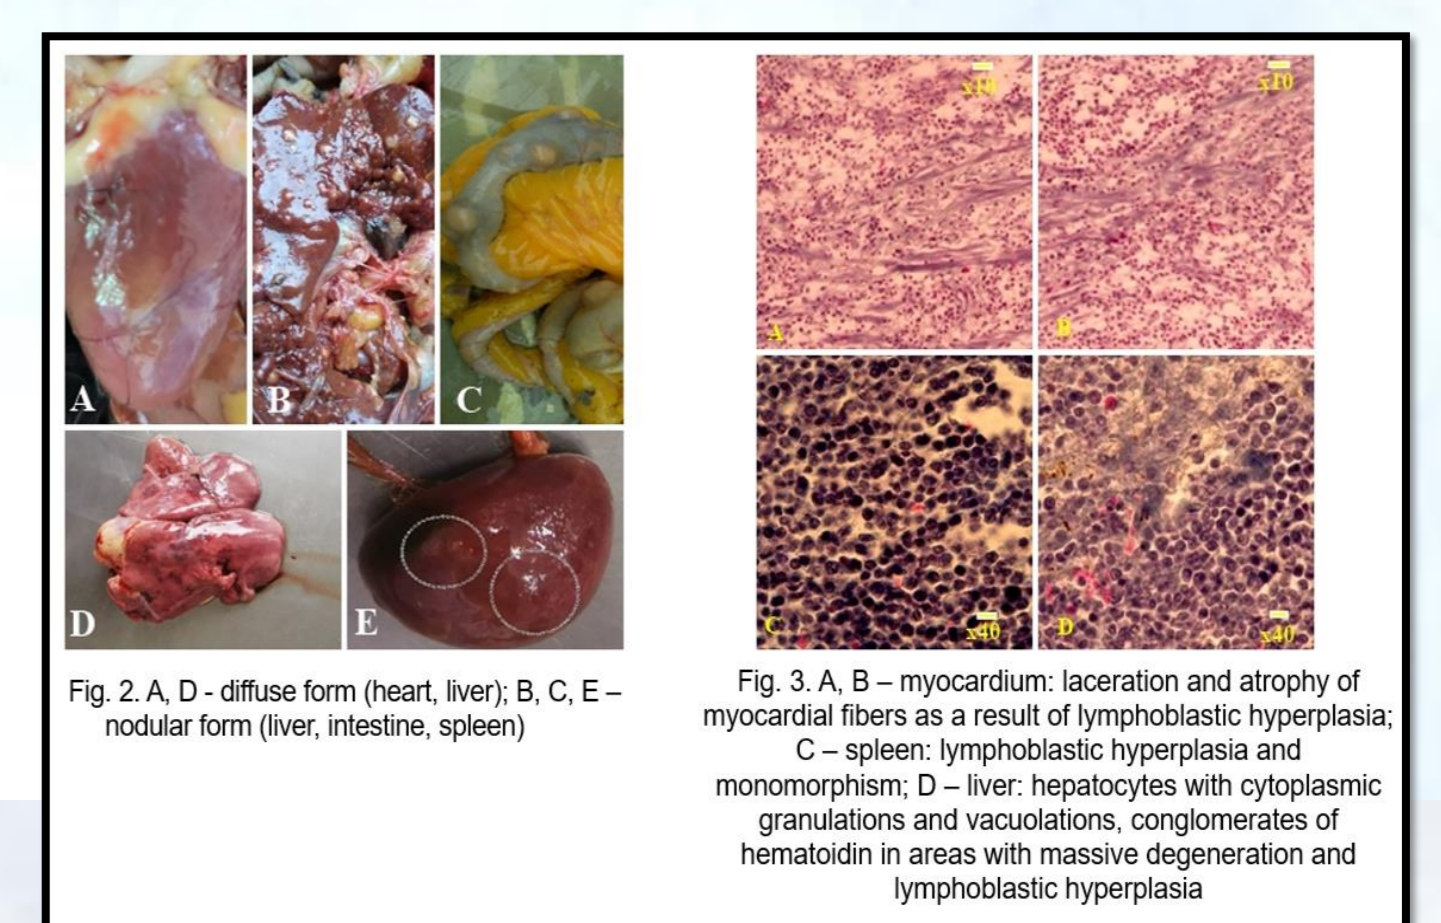 A
B
C
D
E
Fig. 2. A, D - diffuse form (heart, liver); B, C, E –
nodular form (liver, intestine, spleen)
x10
A
x10
B
C
x40
D
x40
Fig. 3. A, B – myocardium: laceration and atrophy of
myocardial fibers as a result of lymphoblastic hyperplasia;
C – spleen: lymphoblastic hyperplasia and
monomorphism; D – liver: hepatocytes with cytoplasmic
granulations and vacuolations, conglomerates of
hematoidin in areas with massive degeneration and
lymphoblastic hyperplasia